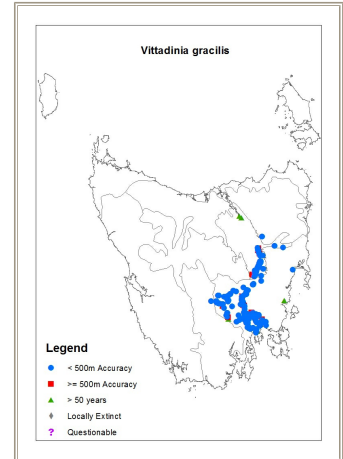 Vittadinia gracilis
Legend
< 500m Accuracy
>= 500m Accuracy
> 50 years
Locally Extinct
? Questionable